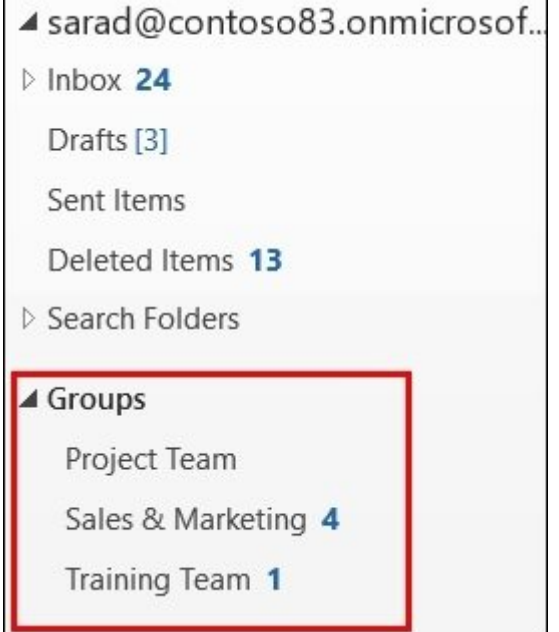 sarad@contoso83.onmicrosof...
Inbox 24
Drafts [3]
Sent Items
Deleted Items 13
Search Folders
Groups
Project Team
Sales & Marketing 4
Training Team 1